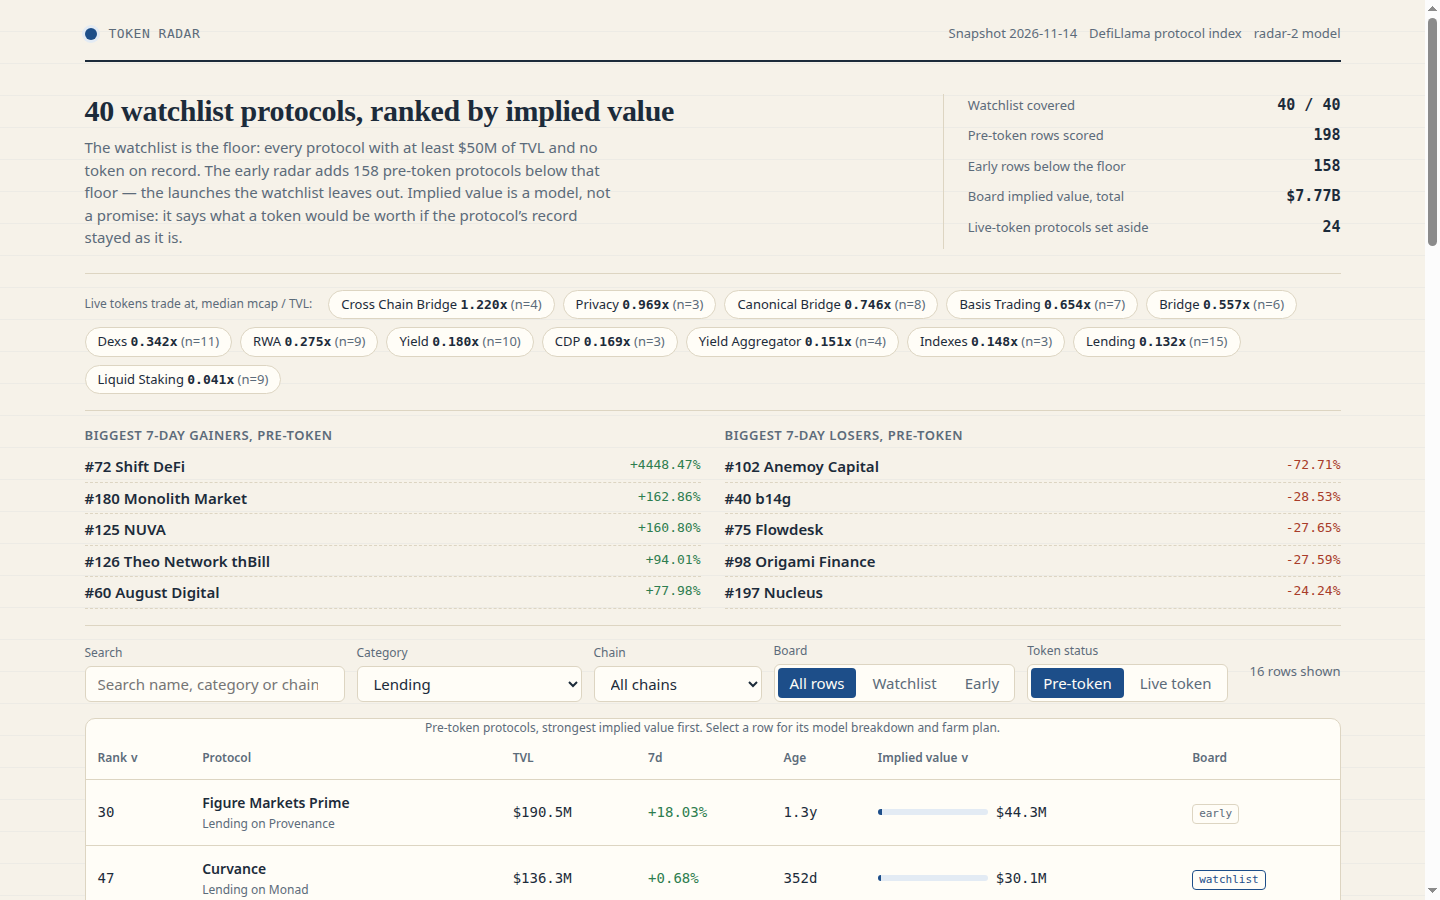 TOKEN RADAR
Snapshot 2026-11-14 DefiLlama protocol index radar-2 model
40 watchlist protocols, ranked by implied value
The watchlist is the floor: every protocol with at least $50M of TVL and no
token on record. The early radar adds 158 pre-token protocols below that
floor — the launches the watchlist leaves out. Implied value is a model, not
a promise: it says what a token would be worth if the protocol's record
stayed as it is.
Watchlist covered 40 / 40
Pre-token rows scored 198
Early rows below the floor 158
Board implied value, total $7.77B
Live-token protocols set aside 24
Live tokens trade at, median mcap / TVL: Cross Chain Bridge 1.220x (n=4) Privacy 0.969x (n=3) Canonical Bridge 0.746x (n=8) Basis Trading 0.654x (n=7) Bridge 0.557x (n=6)
Dexs 0.342x (n=11) RWA 0.275x (n=9) Yield 0.180x (n=10) CDP 0.169x (n=3) Yield Aggregator 0.151x (n=4) Indexes 0.148x (n=3) Lending 0.132x (n=15)
Liquid Staking 0.041x (n=9)
BIGGEST 7-DAY GAINERS, PRE-TOKEN
#72 Shift DeFi +4448.47%
#180 Monolith Market +162.86%
#125 NUVA +160.80%
#126 Theo Network thBill +94.01%
#60 August Digital +77.98%
BIGGEST 7-DAY LOSERS, PRE-TOKEN
#102 Anemoy Capital -72.71%
#40 b14g -28.53%
#75 Flowdesk -27.65%
#98 Origami Finance -27.59%
#197 Nucleus -24.24%
Search Category Chain Board Token status
Search name, category or chain Lending All chains All rows Watchlist Early Pre-token Live token 16 rows shown
Pre-token protocols, strongest implied value first. Select a row for its model breakdown and farm plan.
Rank v Protocol TVL 7d Age Implied value v Board
30 Figure Markets Prime $190.5M +18.03% 1.3y $44.3M early
Lending on Provenance
47 Curvance $136.3M +0.68% 352d $30.1M watchlist
Lending on Monad